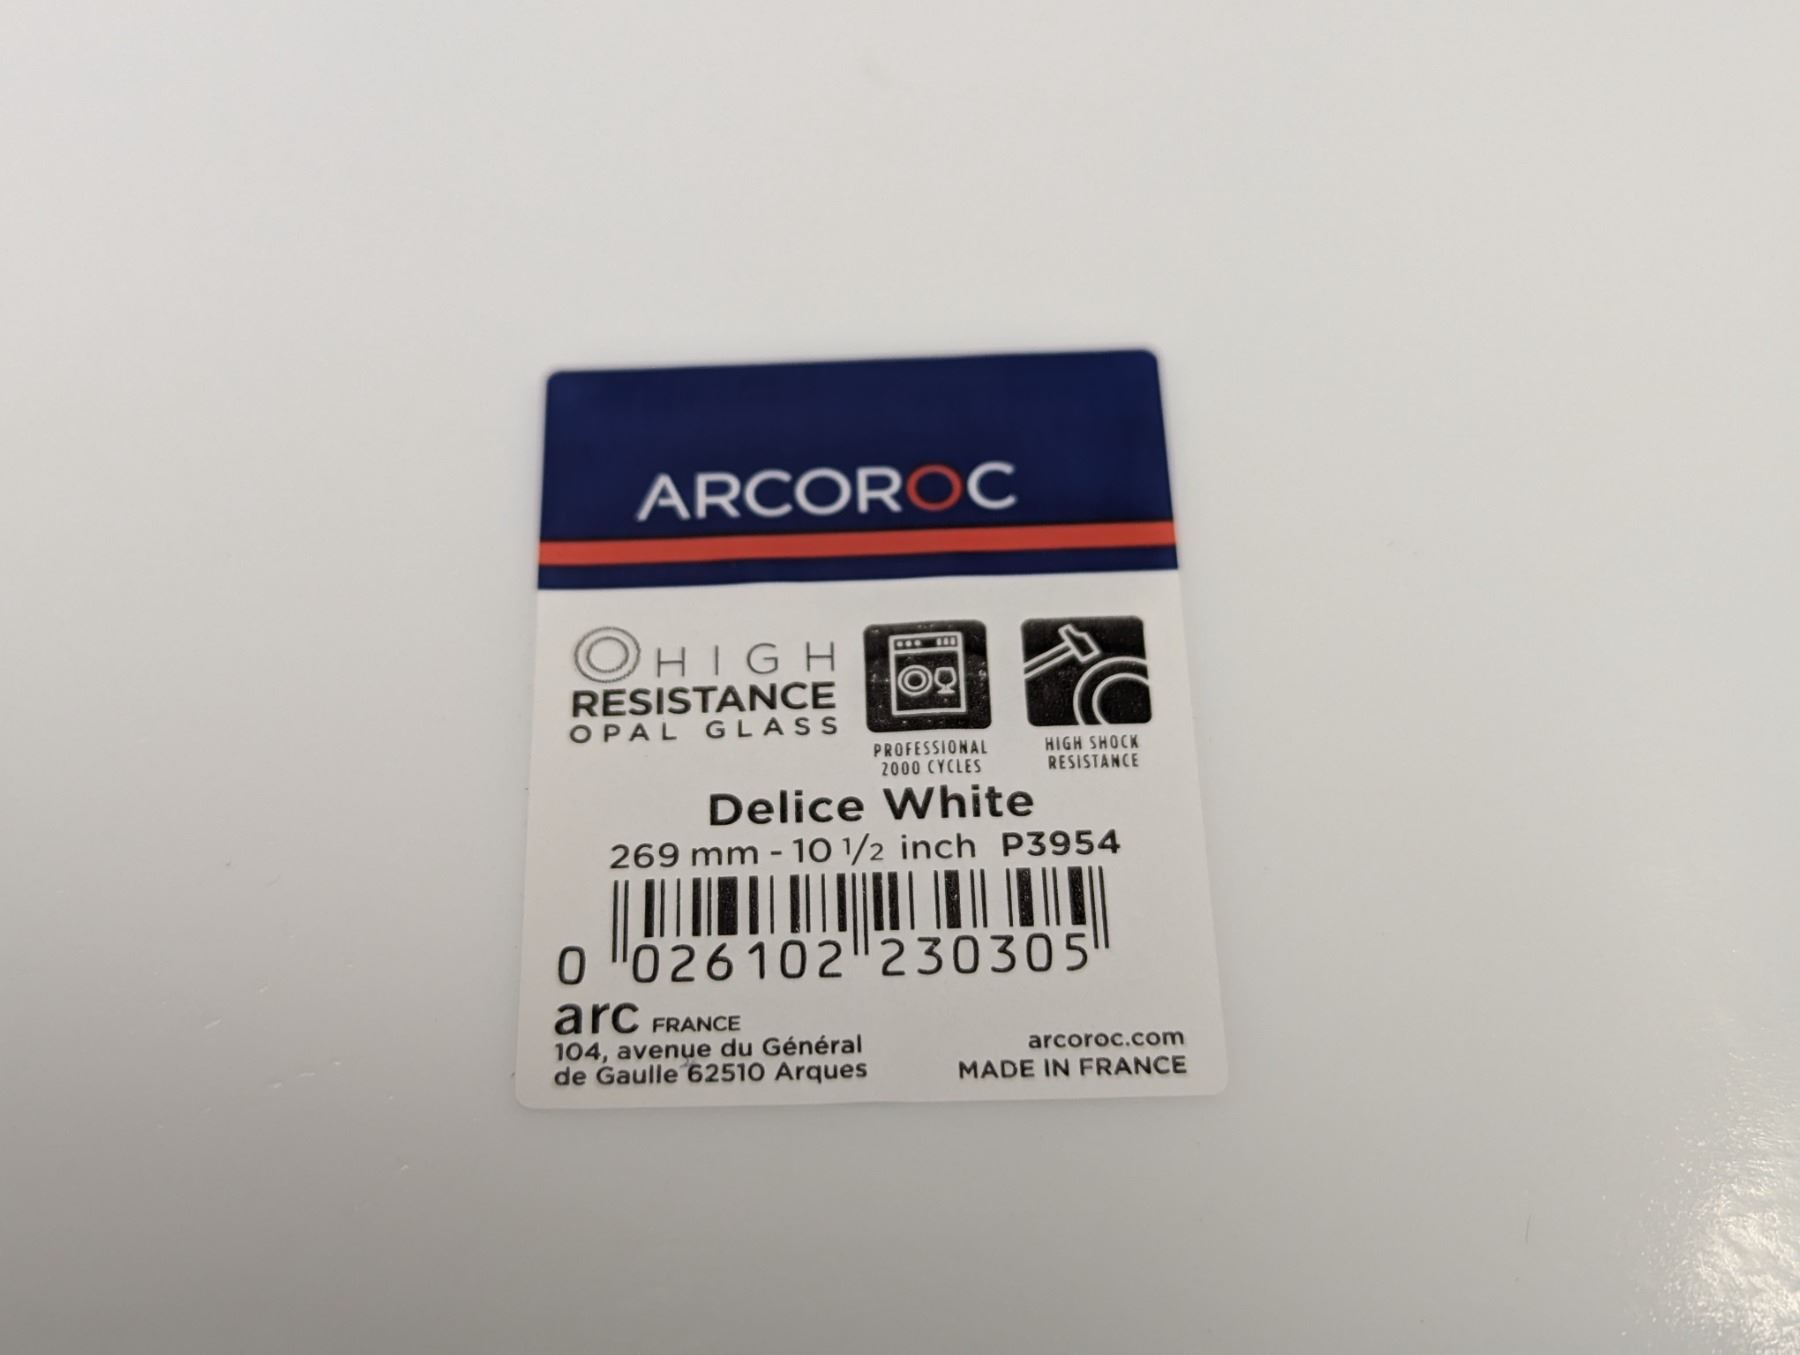 ARCOROC
HIGH
RESISTANCE
OPAL GLASS
PROFESSIONAL
2000 CYCLES
HIGH SHOCK
RESISTANCE
Delice White
269 mm - 10 1/2 inch P3954
0 026102 230305
arc FRANCE
104, avenue du Général
de Gaulle 62510 Arques
arcoroc.com
MADE IN FRANCE